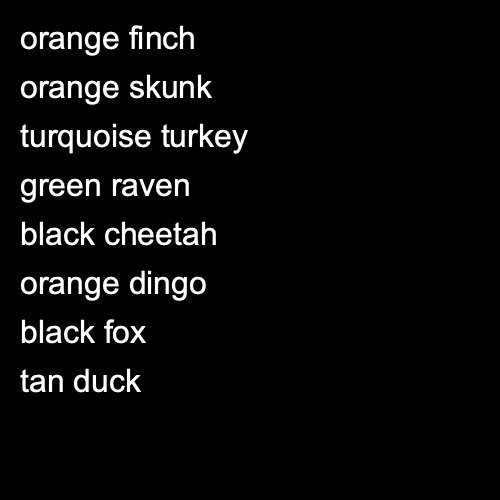 orange finch
orange skunk
turquoise turkey
green raven
black cheetah
orange dingo
black fox
tan duck